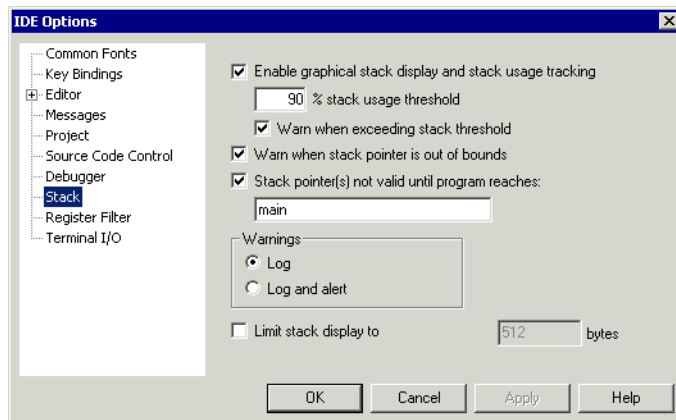 IDE Options
Common Fonts
Key Bindings
Editor
Messages
Project
Source Code Control
Debugger
Stack
Register Filter
Terminal I/O
Enable graphical stack display and stack usage tracking
90 % stack usage threshold
Warn when exceeding stack threshold
Warn when stack pointer is out of bounds
Stack pointer(s) not valid until program reaches:
main
Warnings
Log
Log and alert
Limit stack display to 512 bytes
OK Cancel Apply Help